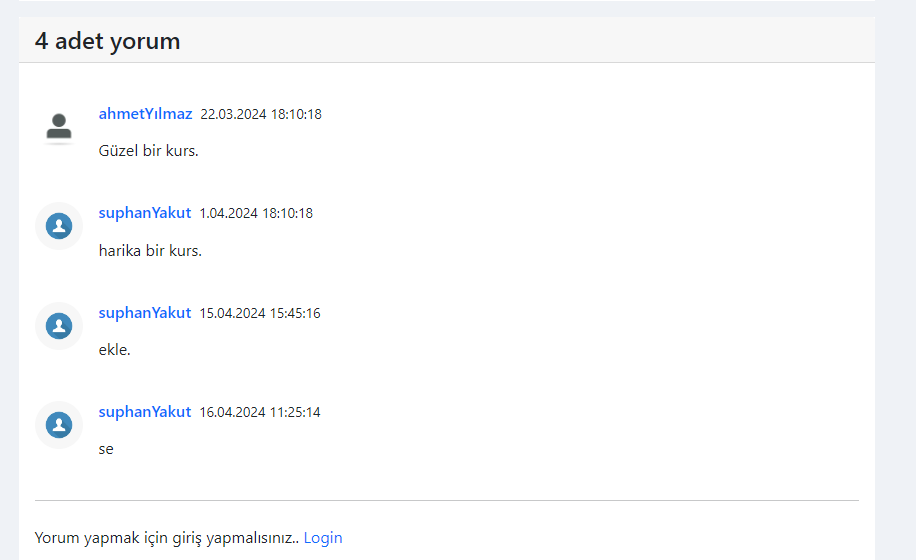 4 adet yorum
ahmetYılmaz 22.03.2024 18:10:18
Güzel bir kurs.
suphanYakut 1.04.2024 18:10:18
harika bir kurs.
suphanYakut 15.04.2024 15:45:16
ekle.
suphanYakut 16.04.2024 11:25:14
se
Yorum yapmak için giriş yapmalısınız.. Login